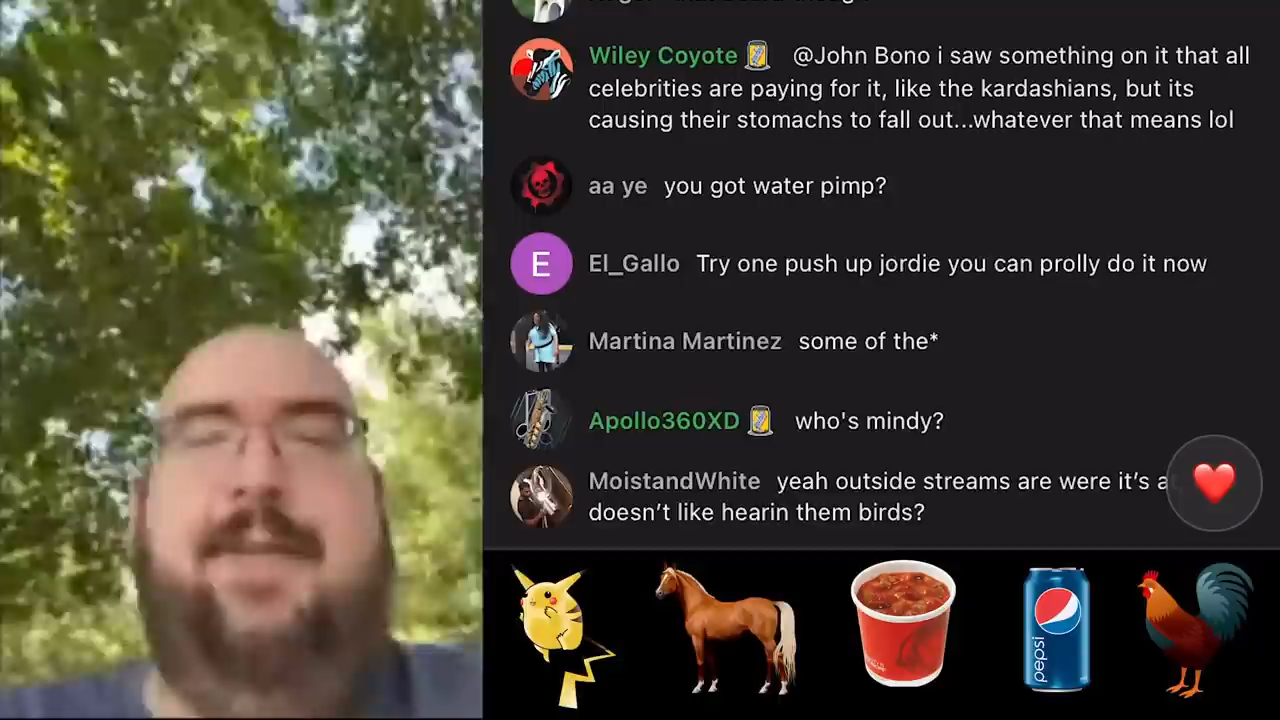 Wiley Coyote @John Bono i saw something on it that all
celebrities are paying for it, like the kardashians, but its
causing their stomachs to fall out...whatever that means lol
aa ye you got water pimp?
E El_Gallo Try one push up jordie you can prolly do it now
Martina Martinez some of the*
Apollo360XD who's mindy?
MoistandWhite yeah outside streams are were it's a
doesn't like hearin them birds?
pepsi